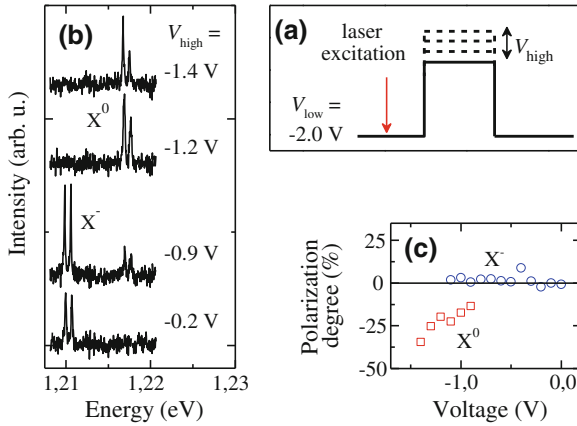 (b)
V_high =
-1.4 V
X^0
-1.2 V
X^-
-0.9 V
-0.2 V
Intensity (arb. u.)
1,21 1,22 1,23
Energy (eV)
(a)
laser
excitation
V_high
V_low =
-2.0 V
(c)
X^-
X^0
25
0
-25
-50
Polarization
degree (%)
-1,0 0,0
Voltage (V)